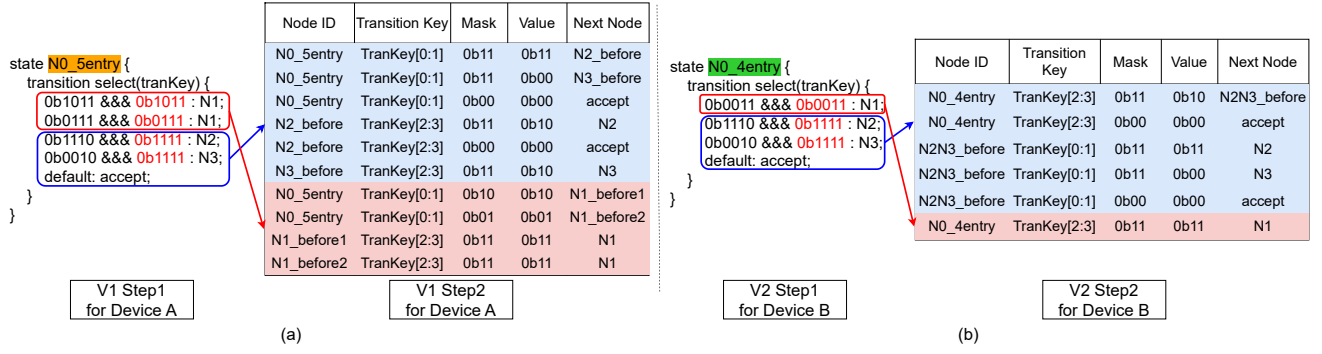 state N0_5entry {
transition select(tranKey) {
0b1011 &&& 0b1011 : N1;
0b0111 &&& 0b0111 : N1;
0b1110 &&& 0b1111 : N2;
0b0010 &&& 0b1111 : N3;
default: accept;
}
}
V1 Step1
for Device A
Node ID Transition Key Mask Value Next Node
N0_5entry TranKey[0:1] 0b11 0b11 N2_before
N0_5entry TranKey[0:1] 0b11 0b00 N3_before
N0_5entry TranKey[0:1] 0b00 0b00 accept
N2_before TranKey[2:3] 0b11 0b10 N2
N2_before TranKey[2:3] 0b00 0b00 accept
N3_before TranKey[2:3] 0b11 0b10 N3
N0_5entry TranKey[0:1] 0b10 0b10 N1_before1
N0_5entry TranKey[0:1] 0b01 0b01 N1_before2
N1_before1 TranKey[2:3] 0b11 0b11 N1
N1_before2 TranKey[2:3] 0b11 0b11 N1
V1 Step2
for Device A
(a)
state N0_4entry {
transition select(tranKey) {
0b0011 &&& 0b0011 : N1;
0b1110 &&& 0b1111 : N2;
0b0010 &&& 0b1111 : N3;
default: accept;
}
}
V2 Step1
for Device B
Node ID Transition Key Mask Value Next Node
N0_4entry TranKey[2:3] 0b11 0b10 N2N3_before
N0_4entry TranKey[2:3] 0b00 0b00 accept
N2N3_before TranKey[0:1] 0b11 0b11 N2
N2N3_before TranKey[0:1] 0b11 0b00 N3
N2N3_before TranKey[0:1] 0b00 0b00 accept
N0_4entry TranKey[2:3] 0b11 0b11 N1
V2 Step2
for Device B
(b)